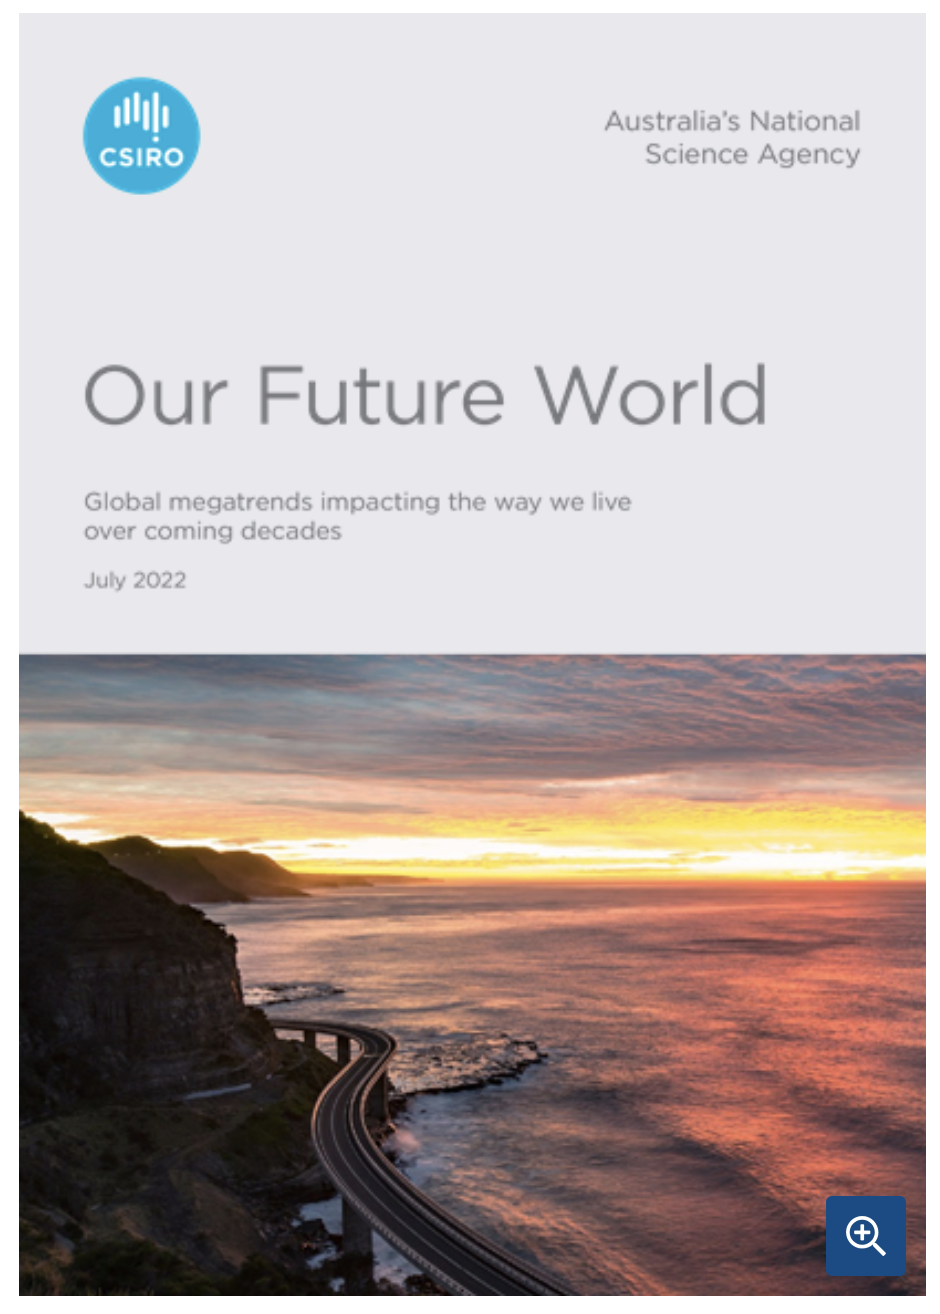 CSIRO
Australia's National
Science Agency
Our Future World
Global megatrends impacting the way we live
over coming decades
July 2022